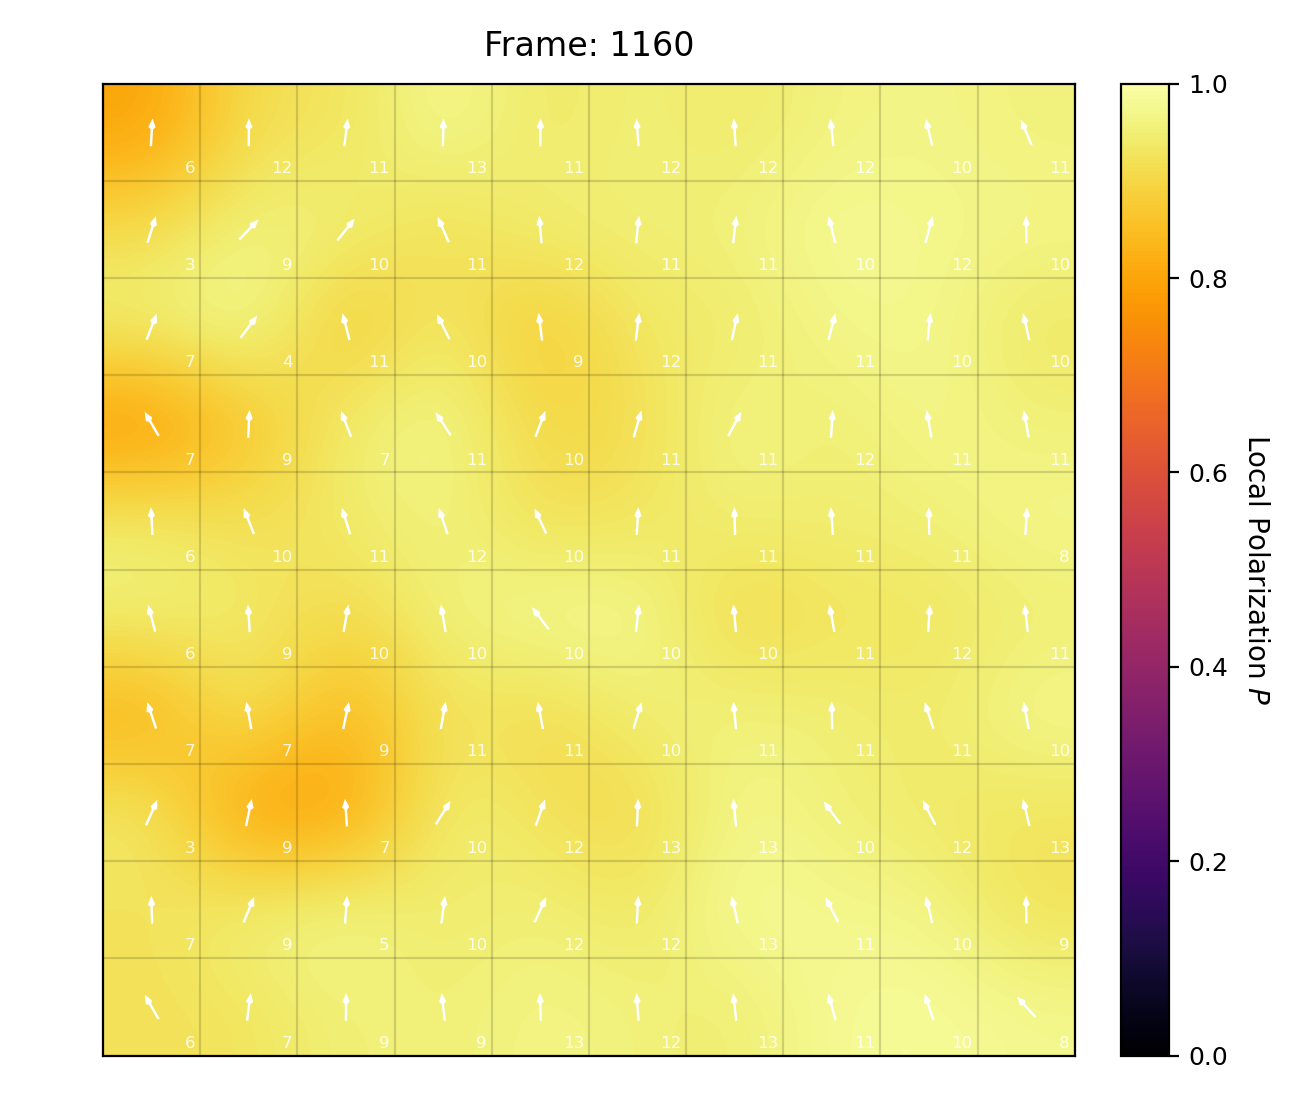 Frame: 1160
6 12 11 13 11 12 12 12 10 11
3 9 10 11 12 11 11 10 12 10
7 4 11 10 9 12 11 11 10 10
7 9 7 11 10 11 11 12 11 11
6 10 11 12 10 11 11 11 11 8
6 9 10 10 10 10 10 11 12 11
7 7 9 11 11 10 11 11 11 10
3 9 7 10 12 13 13 10 12 13
7 9 5 10 12 12 13 11 10 9
6 7 9 9 13 12 13 11 10 8
1.0
0.8
0.6
0.4
0.2
0.0
Local Polarization P